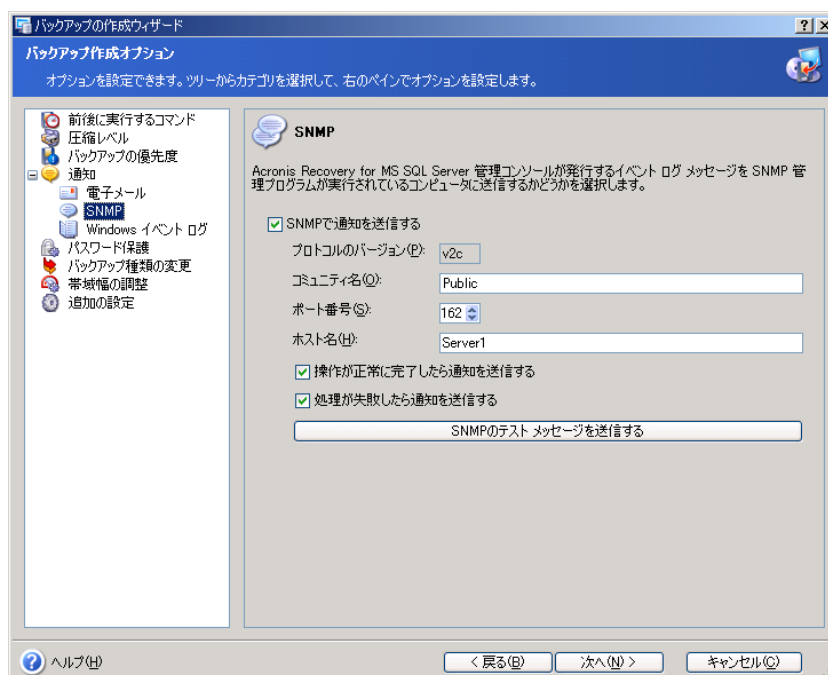 バックアップの作成ウィザード
バックアップ作成オプション
オプションを設定できます。ツリーからカテゴリを選択して、右のペインでオプションを設定します。
前後に実行するコマンド
圧縮レベル
バックアップの優先度
通知
電子メール
SNMP
Windows イベント ログ
パスワード保護
バックアップ種類の変更
帯域幅の調整
追加の設定
SNMP
Acronis Recovery for MS SQL Server 管理コンソールが発行するイベント ログ メッセージを SNMP 管
理プログラムが実行されているコンピュータに送信するかどうかを選択します。
SNMPで通知を送信する
プロトコルのバージョン(P): v2c
コミュニティ名(O): Public
ポート番号(S): 162
ホスト名(H): Server1
操作が正常に完了したら通知を送信する
処理が失敗したら通知を送信する
SNMPのテスト メッセージを送信する
ヘルプ(H)
< 戻る(B)
次へ(N) >
キャンセル(C)